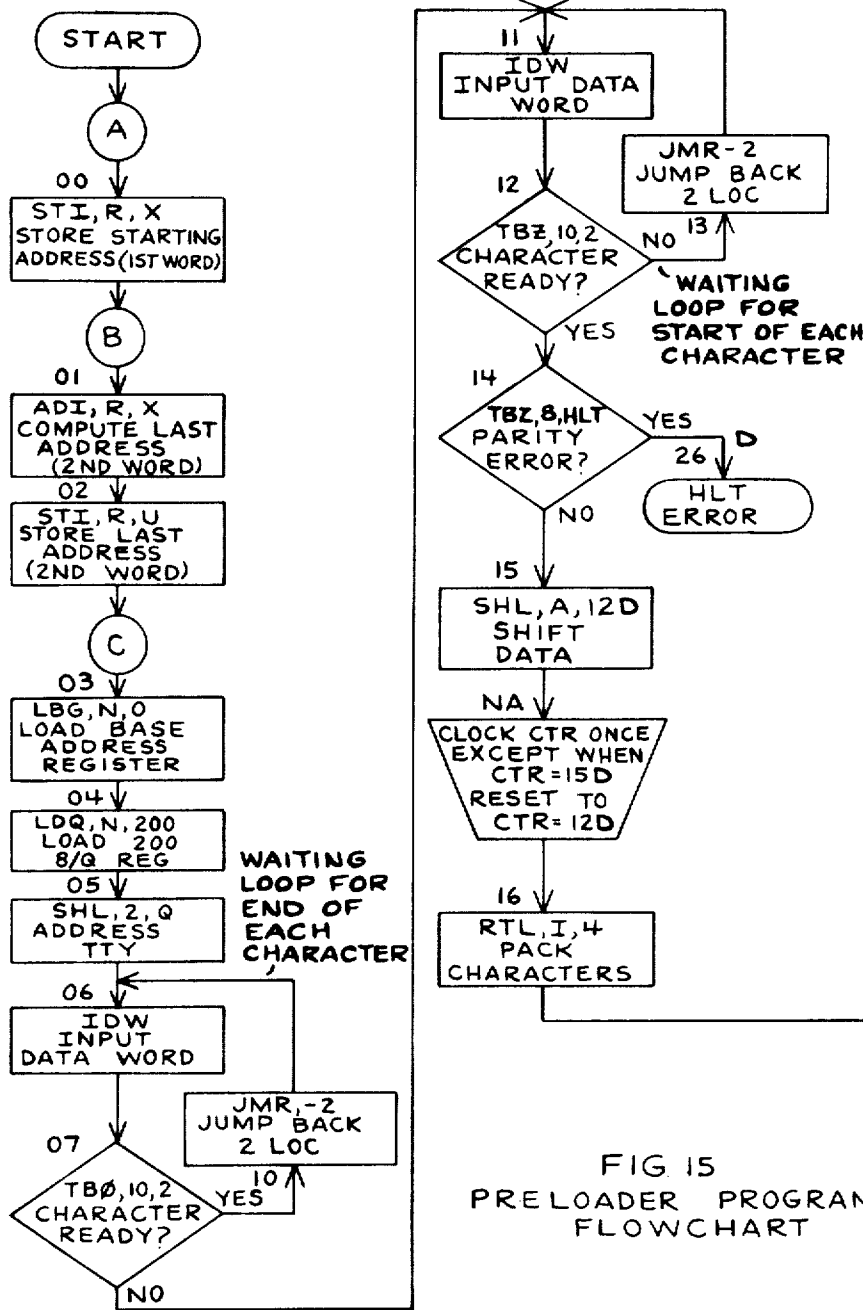 START
A
00
STI, R, X
STORE STARTING
ADDRESS (1ST WORD)
B
01
ADI, R, X
COMPUTE LAST
ADDRESS
(2ND WORD)
02
STI, R, U
STORE LAST
ADDRESS
(2ND WORD)
C
03
LBG, N, 0
LOAD BASE
ADDRESS
REGISTER
04
LDQ, N, 200
LOAD 200
8/Q REG
05
SHL, 2, Q
ADDRESS
TTY
WAITING
LOOP FOR
END OF
EACH
CHARACTER
06
IDW
INPUT
DATA WORD
JMR, -2
JUMP BACK
2 LOC
10
07
TBØ, 10, 2
CHARACTER
READY?
YES
NO
11
IDW
INPUT DATA
WORD
JMR-2
JUMP BACK
2 LOC
13
12
TBZ, 10, 2
CHARACTER
READY?
NO
YES
WAITING
LOOP FOR
START OF EACH
CHARACTER
14
TBZ, 8, HLT
PARITY
ERROR?
YES
D
26
HLT
ERROR
NO
15
SHL, A, 12D
SHIFT
DATA
NA
CLOCK CTR ONCE
EXCEPT WHEN
CTR=15D
RESET TO
CTR=12D
16
RTL, I, 4
PACK
CHARACTERS
FIG 15
PRELOADER PROGRAM
FLOWCHART